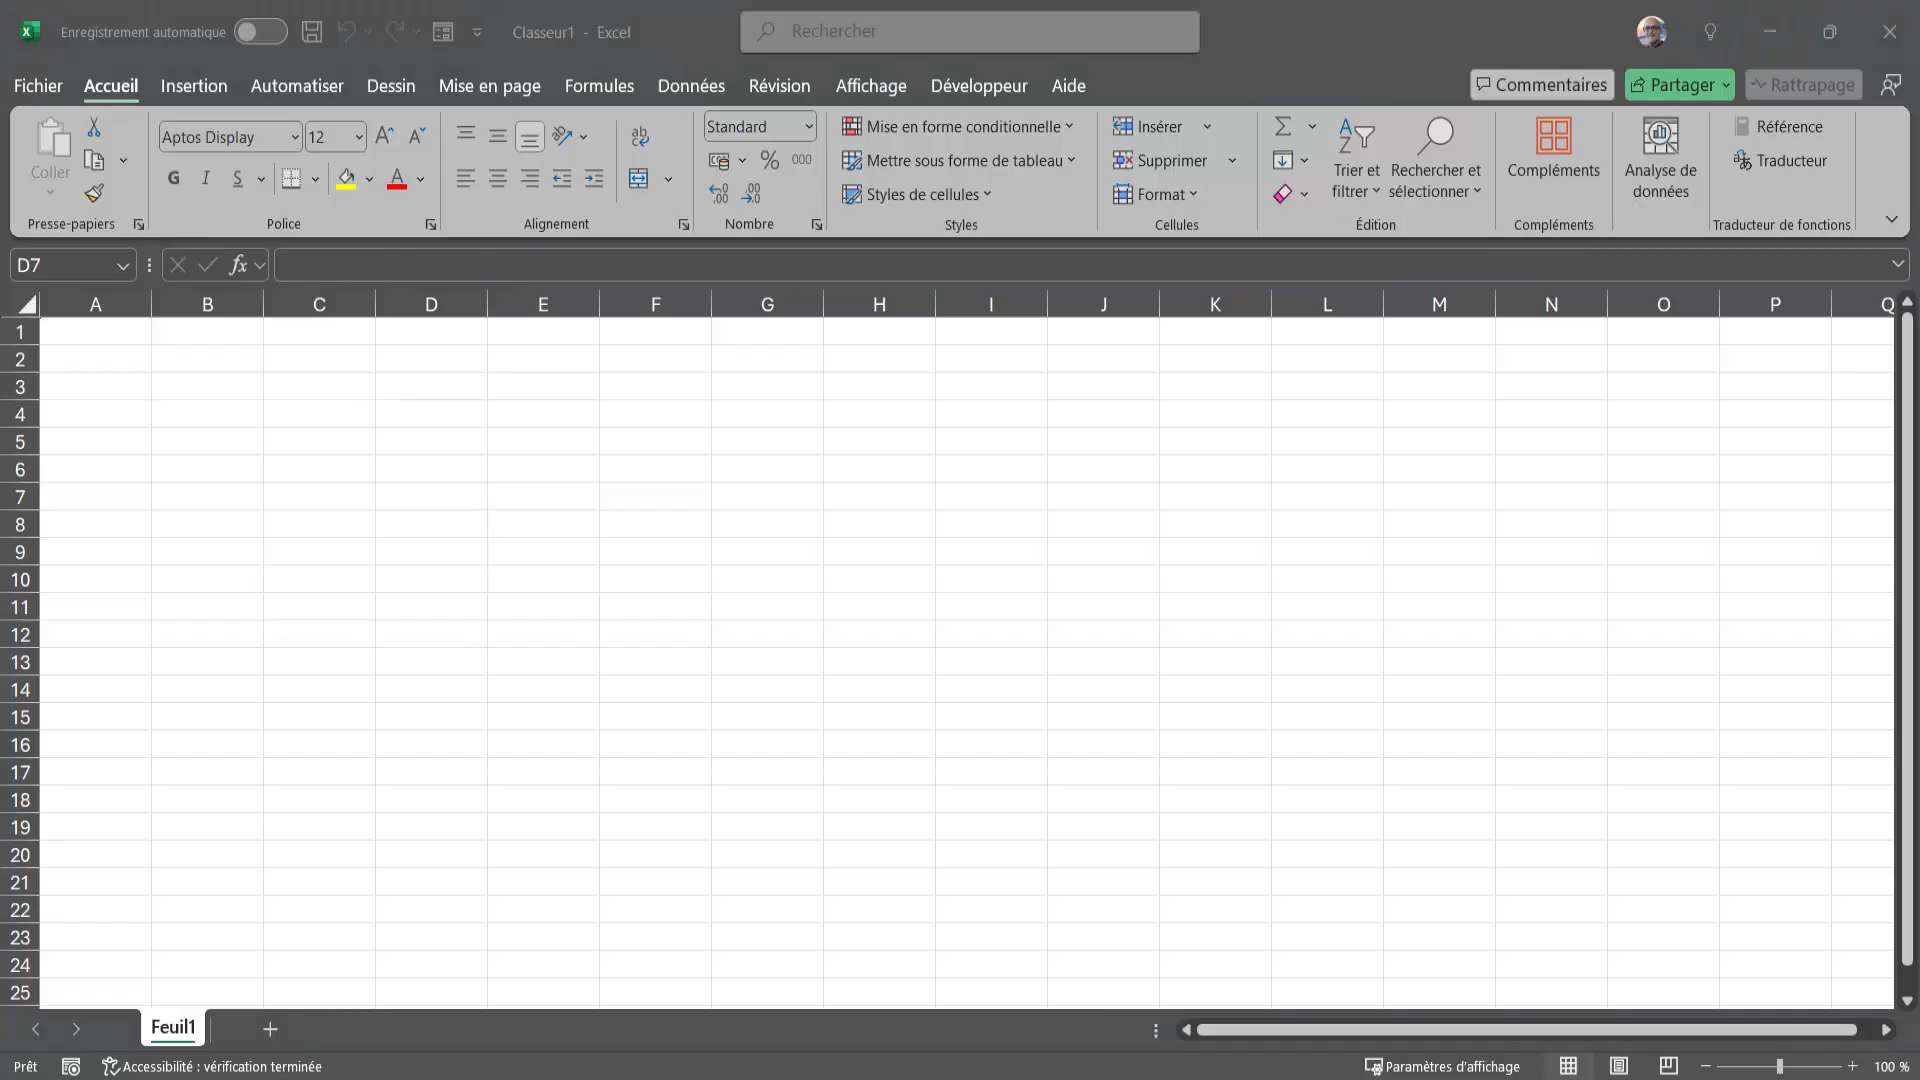 Enregistrement automatique
Classeur1 - Excel
Rechercher
Fichier Accueil Insertion Automatiser Dessin Mise en page Formules Données Révision Affichage Développeur Aide
Commentaires Partager Rattrapage
Coller
Presse-papiers
Aptos Display 12
G I S
Police
ab
Alignement
Standard
% 000
Nombre
Mise en forme conditionnelle
Mettre sous forme de tableau
Styles de cellules
Styles
Insérer
Supprimer
Format
Cellules
Trier et
filtrer
Rechercher et
sélectionner
Édition
Compléments
Compléments
Analyse de
données
Référence
Traducteur
Traducteur de fonctions
D7 fx
A B C D E F G H I J K L M N O P Q
1
2
3
4
5
6
7
8
9
10
11
12
13
14
15
16
17
18
19
20
21
22
23
24
25
Feuil1
Prêt Accessibilité : vérification terminée Paramètres d'affichage 100 %